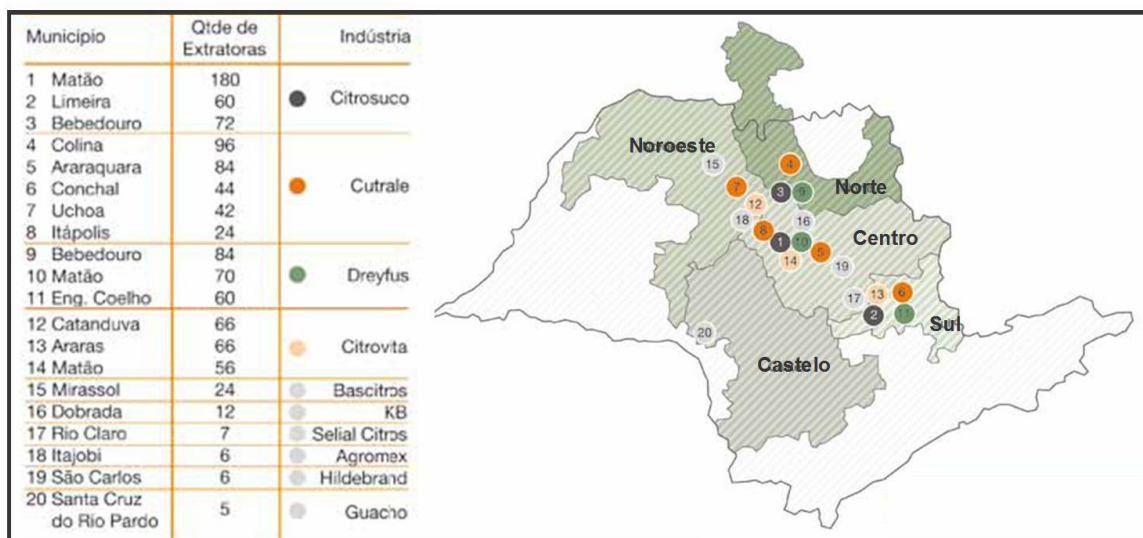 Município Qtde de Extratoras Indústria
1 Matão 180
2 Limeira 60 Citrosuco
3 Bebedouro 72
4 Colina 96
5 Araraquara 84
6 Conchal 44 Cutrale
7 Uchoa 42
8 Itápolis 24
9 Bebedouro 84
10 Matão 70 Dreyfus
11 Eng. Coelho 60
12 Catanduva 66
13 Araras 66 Citrovita
14 Matão 56
15 Mirassol 24 Bascitros
16 Dobrada 12 KB
17 Rio Claro 7 Selial Citros
18 Itajobi 6 Agromex
19 São Carlos 6 Hildebrand
20 Santa Cruz
do Rio Pardo 5 Guacho
Noroeste
15
4
7
3
9
Norte
12
18
16
8
1
10
Centro
5
14
19
17
13
6
2
11
Sul
20
Castelo